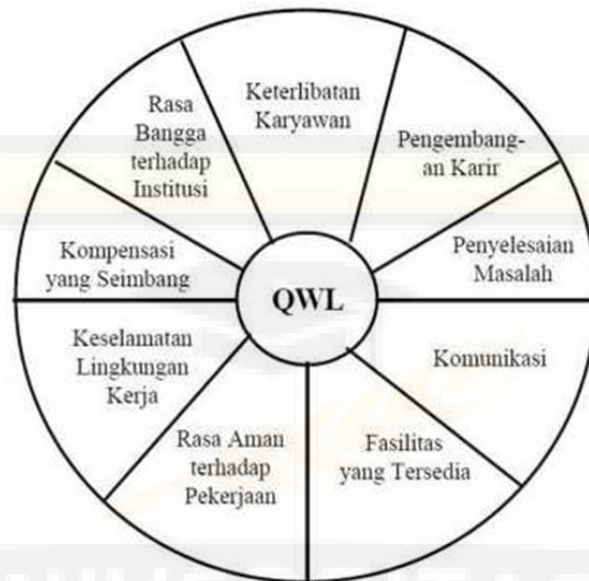 Keterlibatan
Karyawan
Pengembang-
an Karir
Penyelesaian
Masalah
Komunikasi
Fasilitas
yang Tersedia
Rasa Aman
terhadap
Pekerjaan
Keselamatan
Lingkungan
Kerja
Kompensasi
yang Seimbang
Rasa
Bangga
terhadap
Institusi
QWL